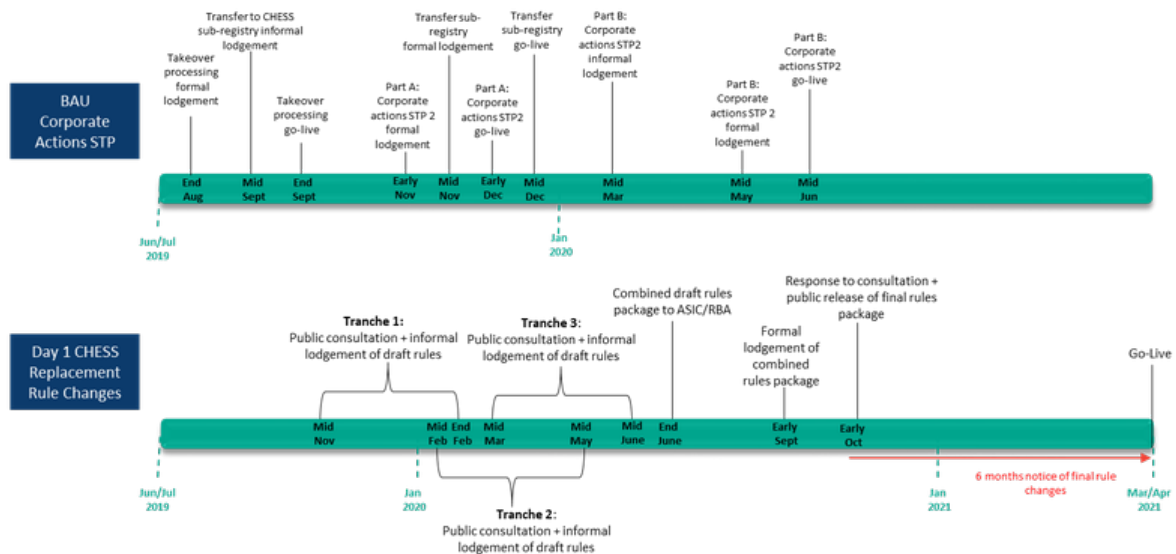 BAU
Corporate
Actions STP
Takeover
processing
formal
lodgement
Transfer to CHESS
sub-registry informal
lodgement
Takeover
processing
go-live
Part A:
Corporate
actions STP 2
formal
lodgement
Transfer sub-
registry
formal lodgement
Part A:
Corporate
actions STP2
go-live
Transfer
sub-registry
go-live
Part B:
Corporate
actions STP2
informal
lodgement
Part B:
Corporate
actions STP 2
formal
lodgement
Part B:
Corporate
actions STP2
go-live
End
Aug
Mid
Sept
End
Sept
Early
Nov
Mid
Nov
Early
Dec
Mid
Dec
Mid
Mar
Mid
May
Mid
Jun
Jun/Jul
2019
Jan
2020
Day 1 CHESS
Replacement
Rule Changes
Tranche 1:
Public consultation + informal
lodgement of draft rules
Tranche 3:
Public consultation + informal
lodgement of draft rules
Combined draft rules
package to ASIC/RBA
Formal
lodgement of
combined
rules package
Response to consultation +
public release of final rules
package
Go-Live
Mid
Nov
Mid
Feb
End
Feb
Mid
Mar
Mid
May
Mid
June
End
June
Early
Sept
Early
Oct
6 months notice of final rule
changes
Jun/Jul
2019
Jan
2020
Jan
2021
Mar/Apr
2021
Tranche 2:
Public consultation + informal
lodgement of draft rules